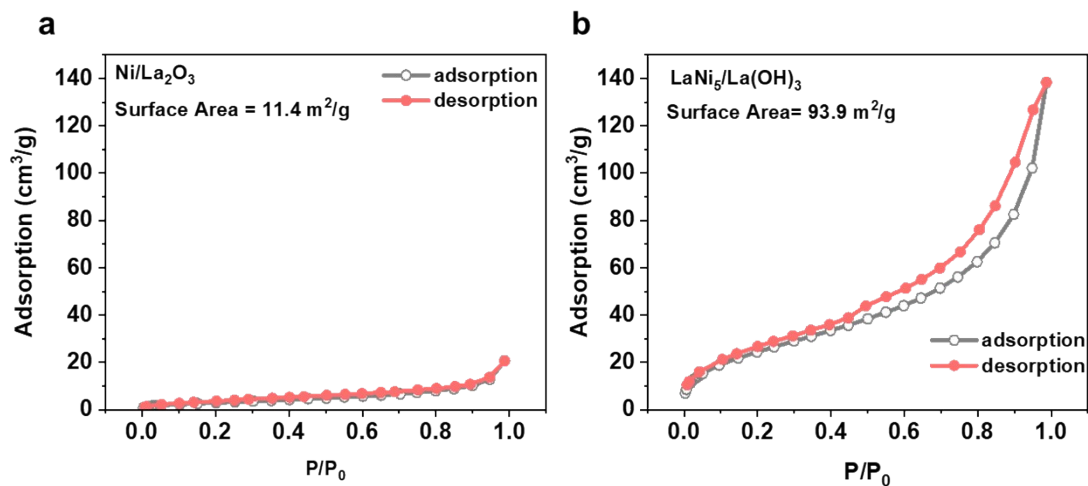 a
Ni/La₂O₃
Surface Area = 11.4 m²/g
adsorption
desorption
Adsorption (cm³/g)
140
120
100
80
60
40
20
0
0.0 0.2 0.4 0.6 0.8 1.0
P/P₀
b
LaNi₅/La(OH)₃
Surface Area= 93.9 m²/g
Adsorption (cm³/g)
140
120
100
80
60
40
20
0
adsorption
desorption
0.0 0.2 0.4 0.6 0.8 1.0
P/P₀